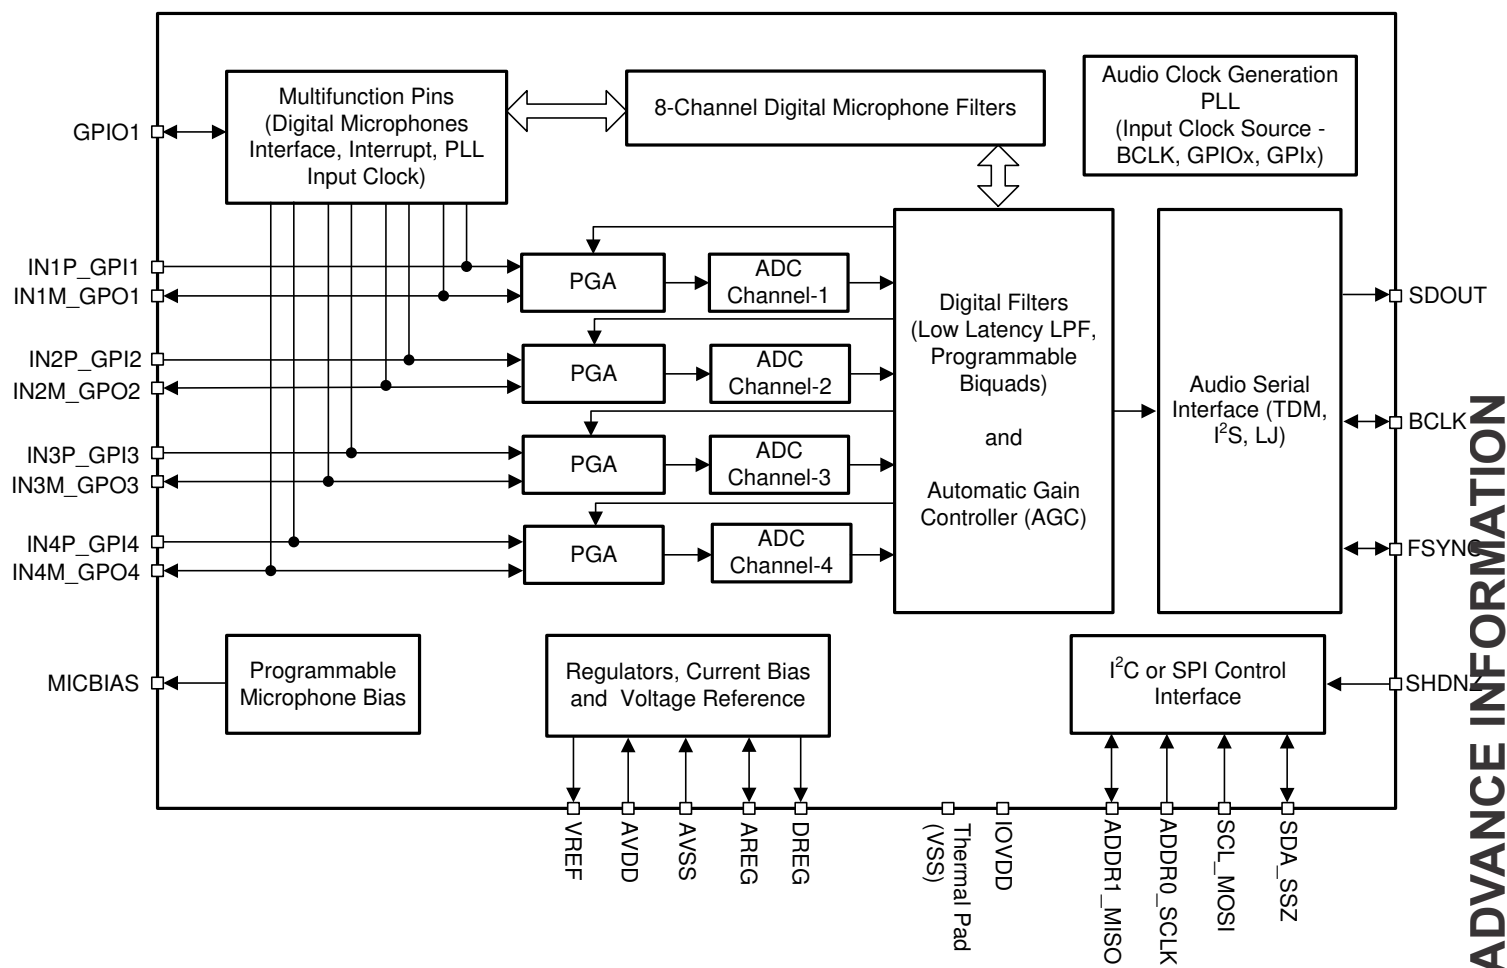 Multifunction Pins
(Digital Microphones
Interface, Interrupt, PLL
Input Clock)
8-Channel Digital Microphone Filters
Audio Clock Generation
PLL
(Input Clock Source -
BCLK, GPIOx, GPIx)
GPIO1
IN1P_GPI1
IN1M_GPO1
IN2P_GPI2
IN2M_GPO2
IN3P_GPI3
IN3M_GPO3
IN4P_GPI4
IN4M_GPO4
MICBIAS
PGA
ADC
Channel-1
PGA
ADC
Channel-2
PGA
ADC
Channel-3
PGA
ADC
Channel-4
Digital Filters
(Low Latency LPF,
Programmable
Biquads)
and
Automatic Gain
Controller (AGC)
Audio Serial
Interface (TDM,
I²S, LJ)
SDOUT
BCLK
FSYNC
SHDNZ
Programmable
Microphone Bias
Regulators, Current Bias
and Voltage Reference
I²C or SPI Control
Interface
VREF
AVDD
AVSS
AREG
DREG
Thermal Pad
(VSS)
IOVDD
ADDR1_MISO
ADDR0_SCLK
SCL_MOSI
SDA_SSZ
ADVANCE INFORMATION